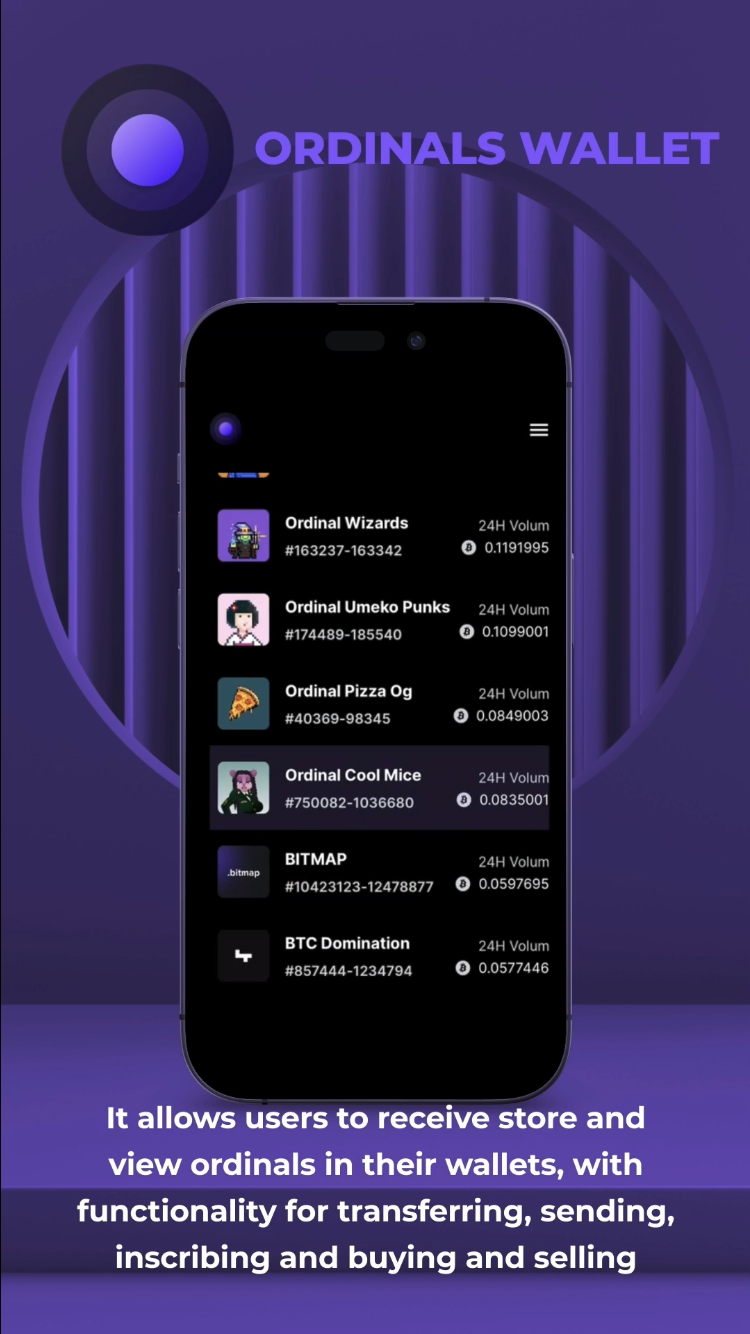 ORDINALS WALLET
Ordinal Wizards
24H Volum
#163237-163342
0.1191995
Ordinal Umeko Punks
24H Volum
#174489-185540
0.1099001
Ordinal Pizza Og
24H Volum
#40369-98345
0.0849003
Ordinal Cool Mice
24H Volum
#750082-1036680
0.0835001
.bitmap
BITMAP
24H Volum
#10423123-12478877
0.0597695
BTC Domination
24H Volum
#857444-1234794
0.0577446
It allows users to receive store and
view ordinals in their wallets, with
functionality for transferring, sending,
inscribing and buying and selling